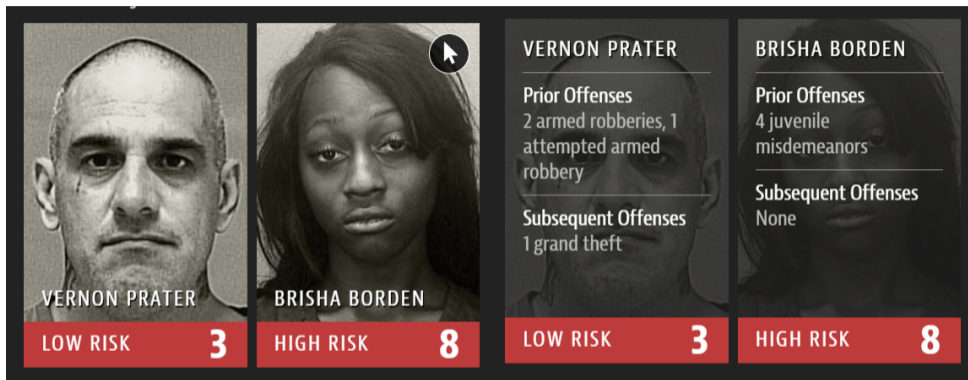 VERNON PRATER
LOW RISK 3
BRISHA BORDEN
HIGH RISK 8
VERNON PRATER
Prior Offenses
2 armed robberies, 1
attempted armed
robbery
Subsequent Offenses
1 grand theft
LOW RISK 3
BRISHA BORDEN
Prior Offenses
4 juvenile
misdemeanors
Subsequent Offenses
None
HIGH RISK 8